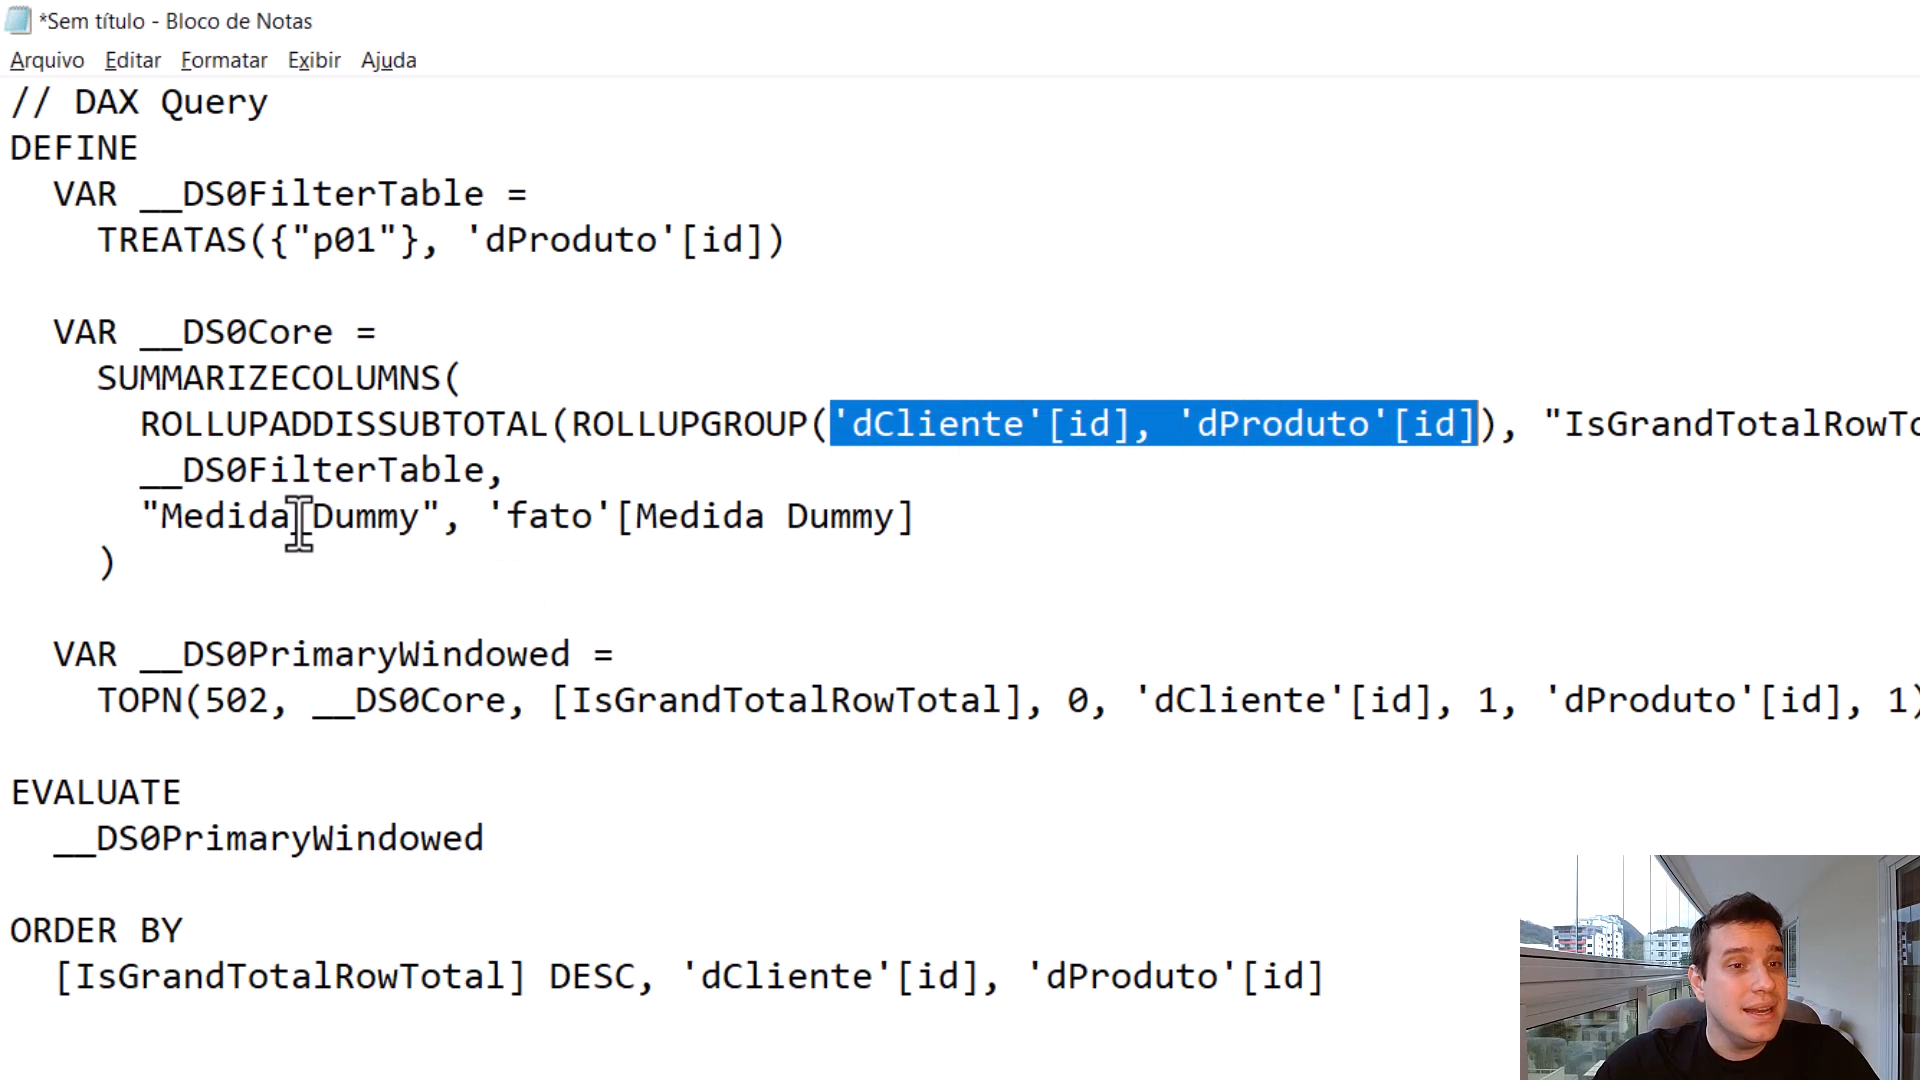 *Sem título - Bloco de Notas
Arquivo Editar Formatar Exibir Ajuda
// DAX Query
DEFINE
VAR __DS0FilterTable =
TREATAS({"p01"}, 'dProduto'[id])
VAR __DS0Core =
SUMMARIZECOLUMNS(
ROLLUPADDISSUBTOTAL(ROLLUPGROUP('dCliente'[id], 'dProduto'[id]), "IsGrandTotalRowTo
__DS0FilterTable,
"Medida Dummy", 'fato'[Medida Dummy]
)
VAR __DS0PrimaryWindowed =
TOPN(502, __DS0Core, [IsGrandTotalRowTotal], 0, 'dCliente'[id], 1, 'dProduto'[id], 1)
EVALUATE
__DS0PrimaryWindowed
ORDER BY
[IsGrandTotalRowTotal] DESC, 'dCliente'[id], 'dProduto'[id]